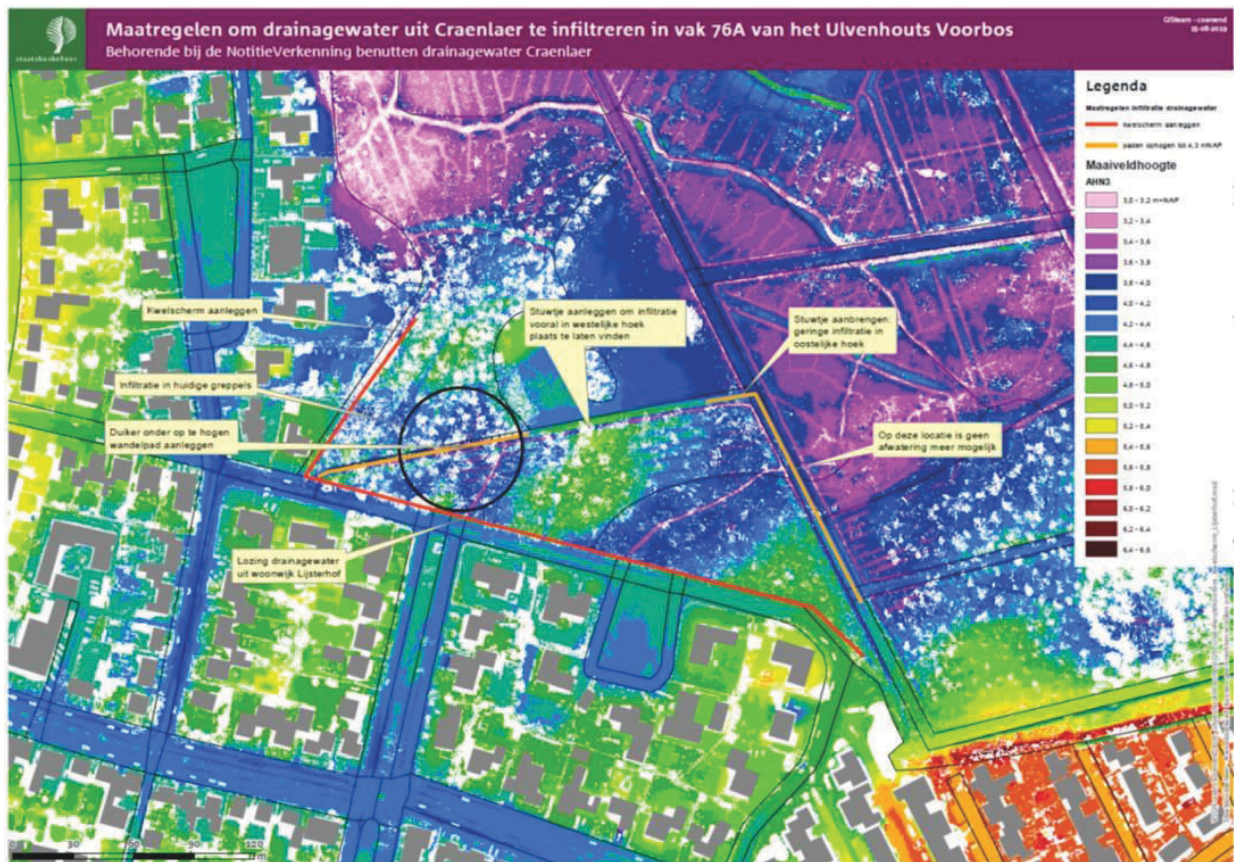 Maatregelen om drainagewater uit Craenlaer te infiltreren in vak 76A van het Ulvenhouts Voorbos
Behorende bij de NotitieVerkenning benutten drainagewater Craenlaer
staatsbosbeheer
GISteam - coenend
Legenda
Maatregelen infiltratie drainagewater
kwelscherm aanleggen
paden ophogen tot 4,3 mNAP
Maaiveldhoogte
AHN3
3,0 - 3,2 m+NAP
3,2 - 3,4
3,4 - 3,6
3,6 - 3,8
3,8 - 4,0
4,0 - 4,2
4,2 - 4,4
4,4 - 4,6
4,6 - 4,8
4,8 - 5,0
5,0 - 5,2
5,2 - 5,4
5,4 - 5,6
5,6 - 5,8
5,8 - 6,0
6,0 - 6,2
6,2 - 6,4
6,4 - 6,6
Kwelscherm aanleggen
Stuwtje aanleggen om infiltratie
vooral in westelijke hoek
plaats te laten vinden
Stuwtje aanbrengen:
geringe infiltratie in
oostelijke hoek
Infiltratie in huidige greppels
Duiker onder op te hogen
wandelpad aanleggen
Op deze locatie is geen
afwatering meer mogelijk
Lozing drainagewater
uit woonwijk Lijsterhof
0 30 60 90 120
m